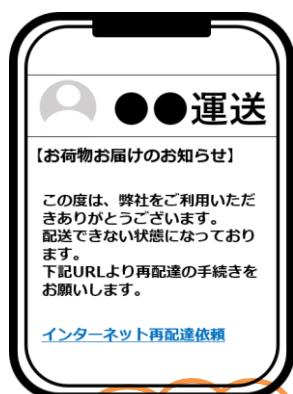 ●●運送
【お荷物お届けのお知らせ】
この度は、弊社をご利用いただ
きありがとうございます。
配送できない状態になっており
ます。
下記URLより再配達の手続きを
お願いします。
インターネット再配達依頼